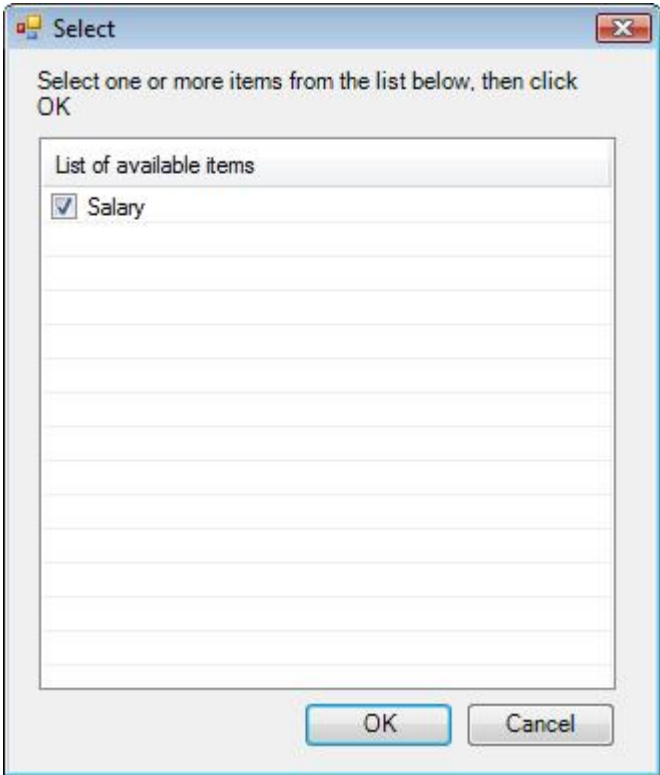 Select
Select one or more items from the list below, then click
OK
List of available items
Salary
OK
Cancel